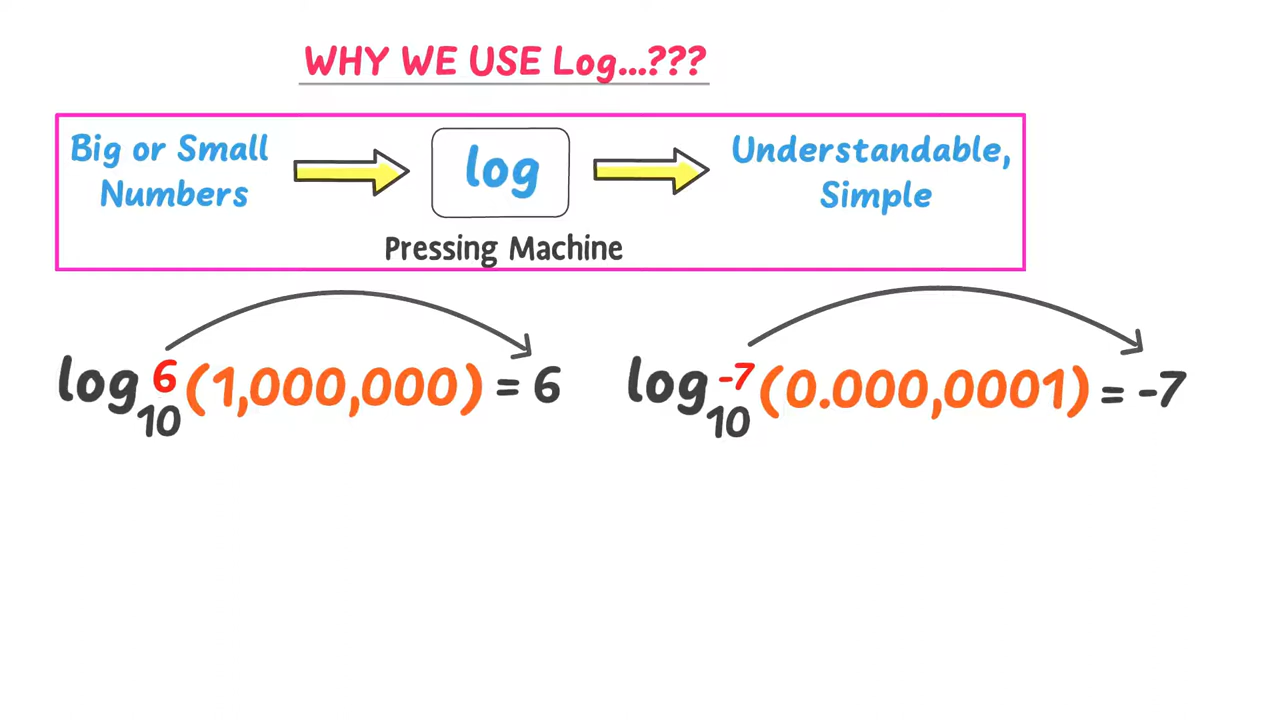 WHY WE USE Log...???
Big or Small
Numbers
log
Understandable,
Simple
Pressing Machine
log₁₀⁶(1,000,000) = 6
log₁₀⁻⁷(0.000,0001) = -7